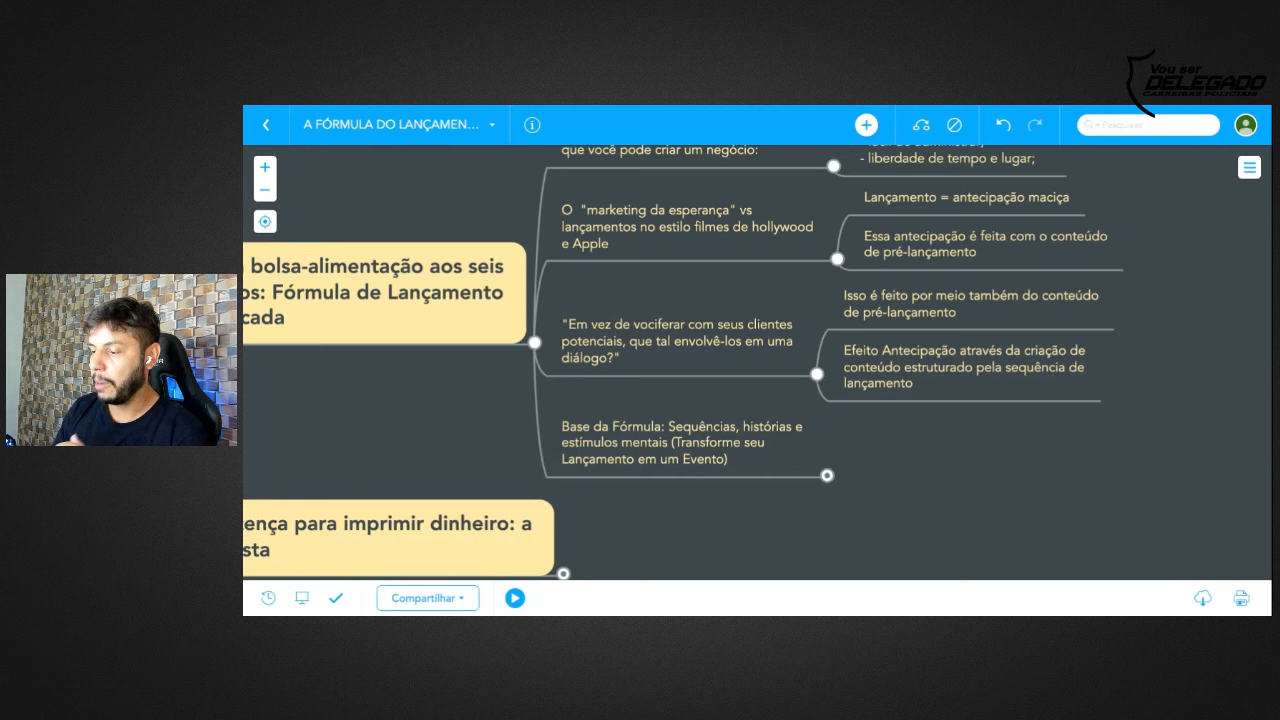 Vou ser
DELEGADO
CARREIRAS POLICIAIS
A FÓRMULA DO LANÇAMEN...
Pesquisar
que você pode criar um negócio:
- liberdade de tempo e lugar;
O "marketing da esperança" vs
lançamentos no estilo filmes de hollywood
e Apple
Lançamento = antecipação maciça
Essa antecipação é feita com o conteúdo
de pré-lançamento
bolsa-alimentação aos seis
os: Fórmula de Lançamento
cada
"Em vez de vociferar com seus clientes
potenciais, que tal envolvê-los em uma
diálogo?"
Isso é feito por meio também do conteúdo
de pré-lançamento
Efeito Antecipação através da criação de
conteúdo estruturado pela sequência de
lançamento
Base da Fórmula: Sequências, histórias e
estímulos mentais (Transforme seu
Lançamento em um Evento)
ença para imprimir dinheiro: a
sta
Compartilhar